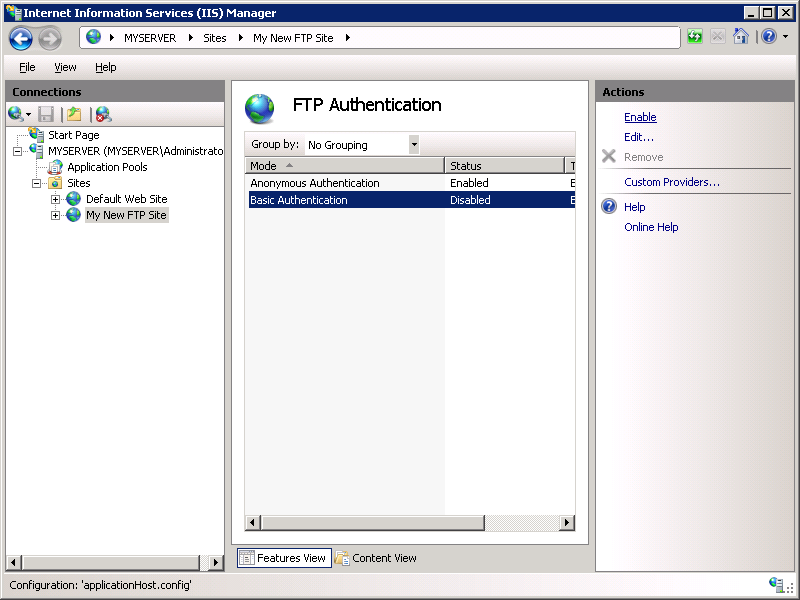 Internet Information Services (IIS) Manager
MYSERVER Sites My New FTP Site
File View Help
Connections
Start Page
MYSERVER (MYSERVER\Administrato
Application Pools
Sites
Default Web Site
My New FTP Site
FTP Authentication
Group by: No Grouping
Mode Status T
Anonymous Authentication Enabled E
Basic Authentication Disabled E
Features View Content View
Actions
Enable
Edit...
Remove
Custom Providers...
Help
Online Help
Configuration: 'applicationHost.config'